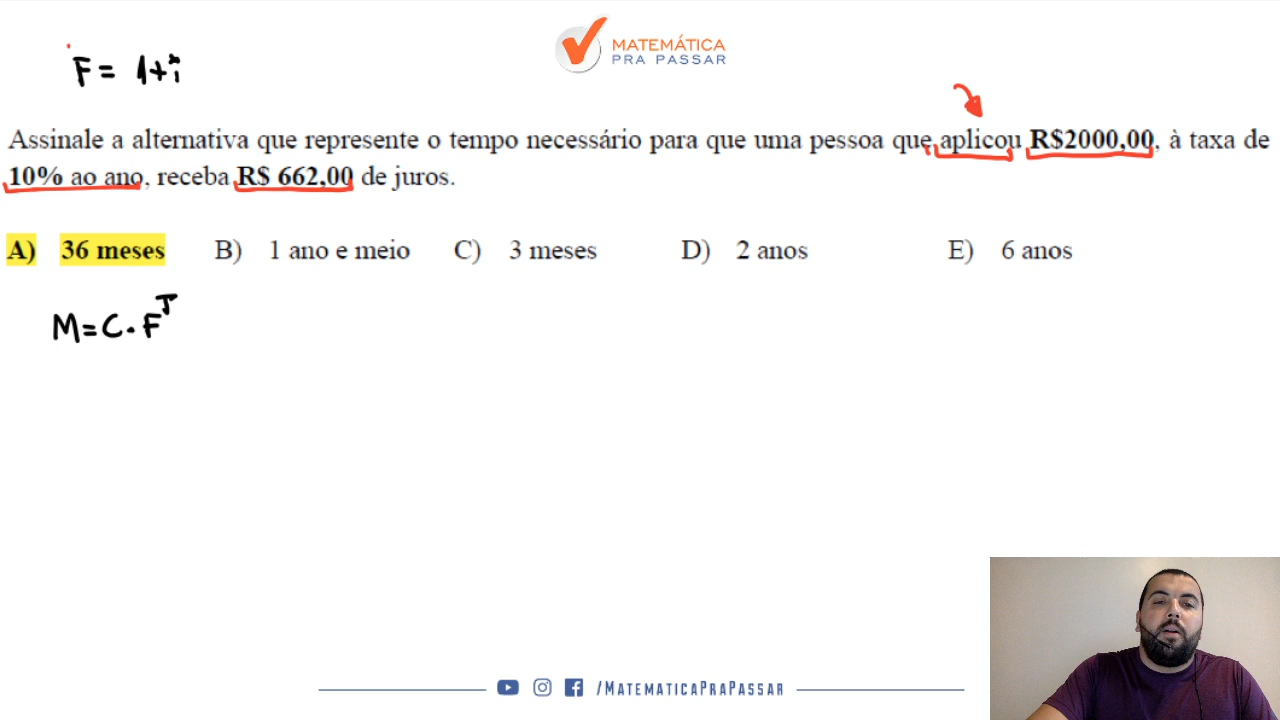 MATEMÁTICA
PRA PASSAR
F = 1+i
Assinale a alternativa que represente o tempo necessário para que uma pessoa que aplicou R$2000,00, à taxa de
10% ao ano, receba R$ 662,00 de juros.
A) 36 meses B) 1 ano e meio C) 3 meses D) 2 anos E) 6 anos
M=C.F^T
/MATEMATICAPRAPASSAR